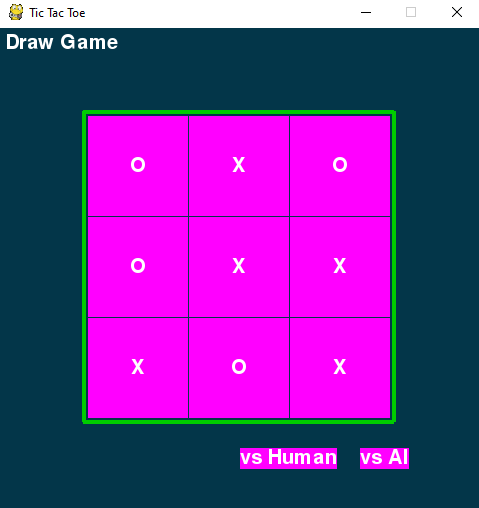 Tic Tac Toe
Draw Game
O X O
O X X
X O X
vs Human vs AI